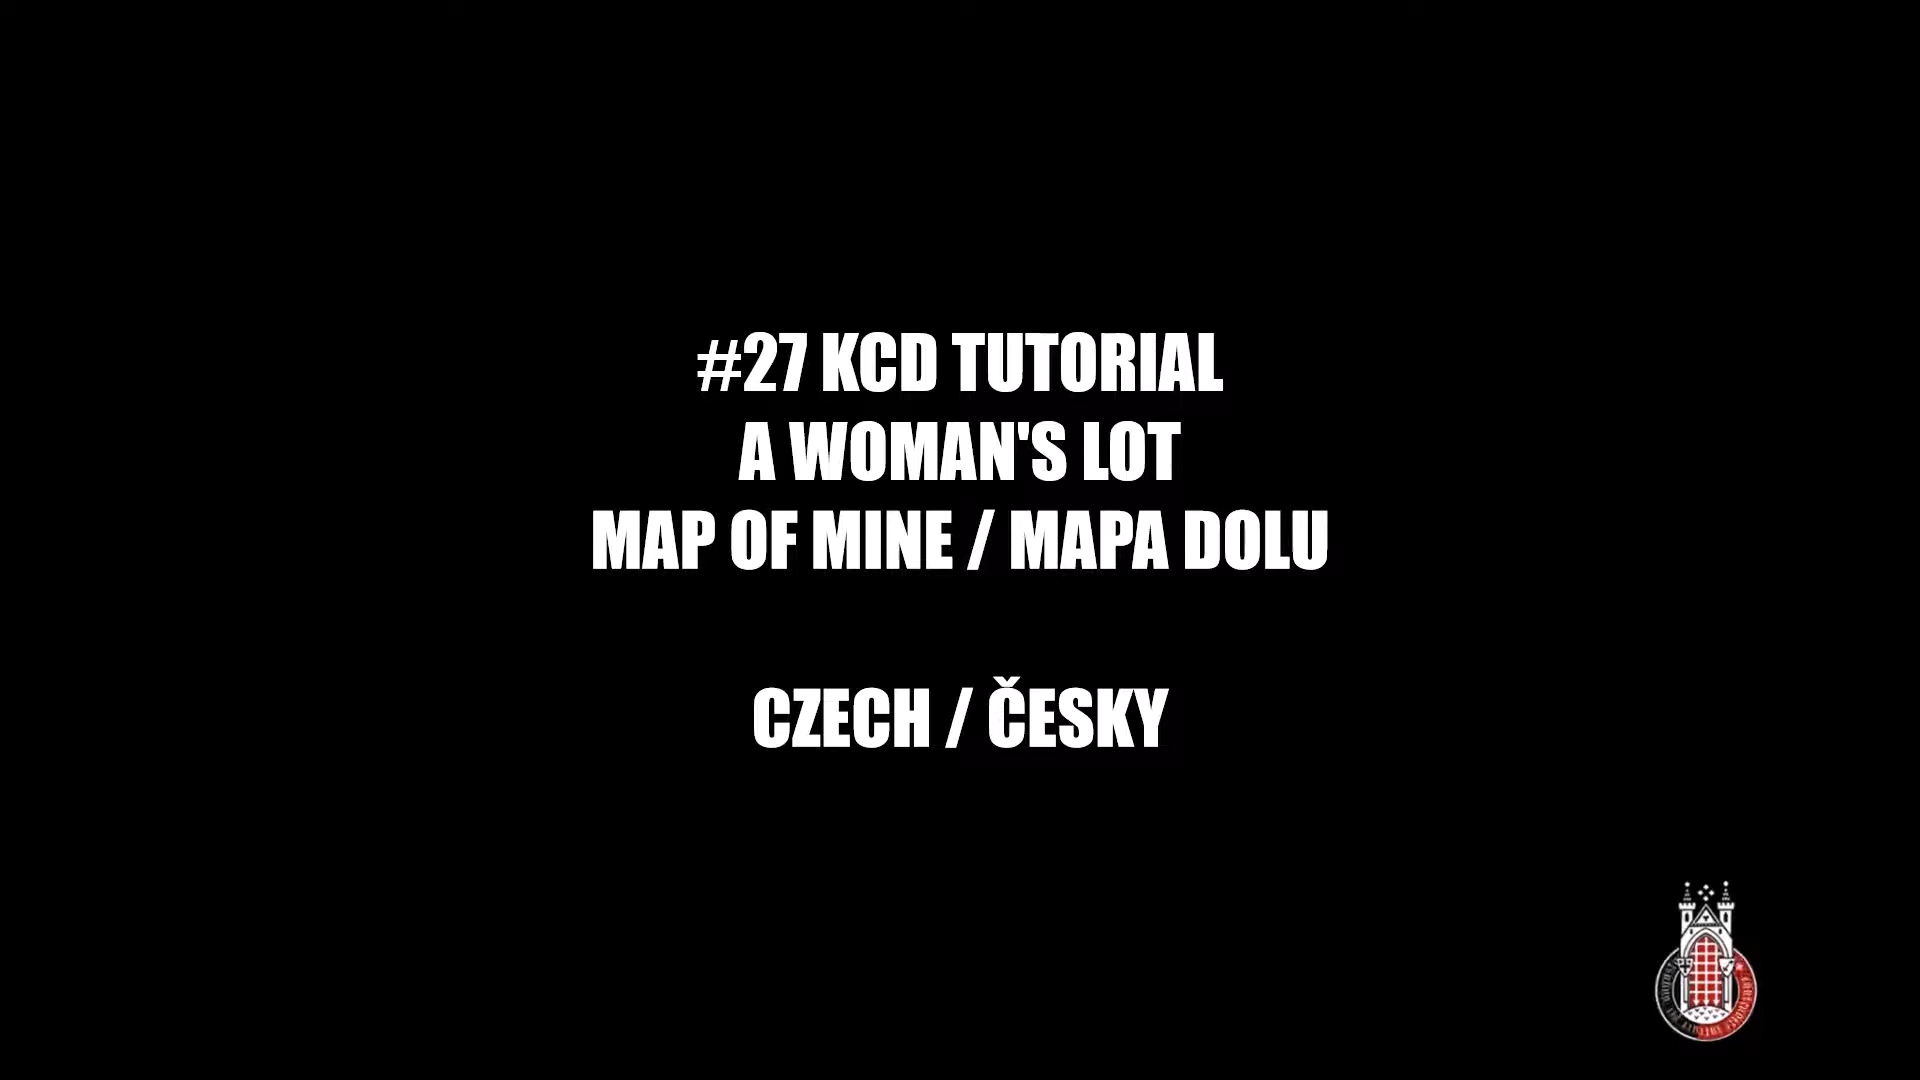 #27 KCD TUTORIAL
A WOMAN'S LOT
MAP OF MINE / MAPA DOLU
CZECH / ČESKY